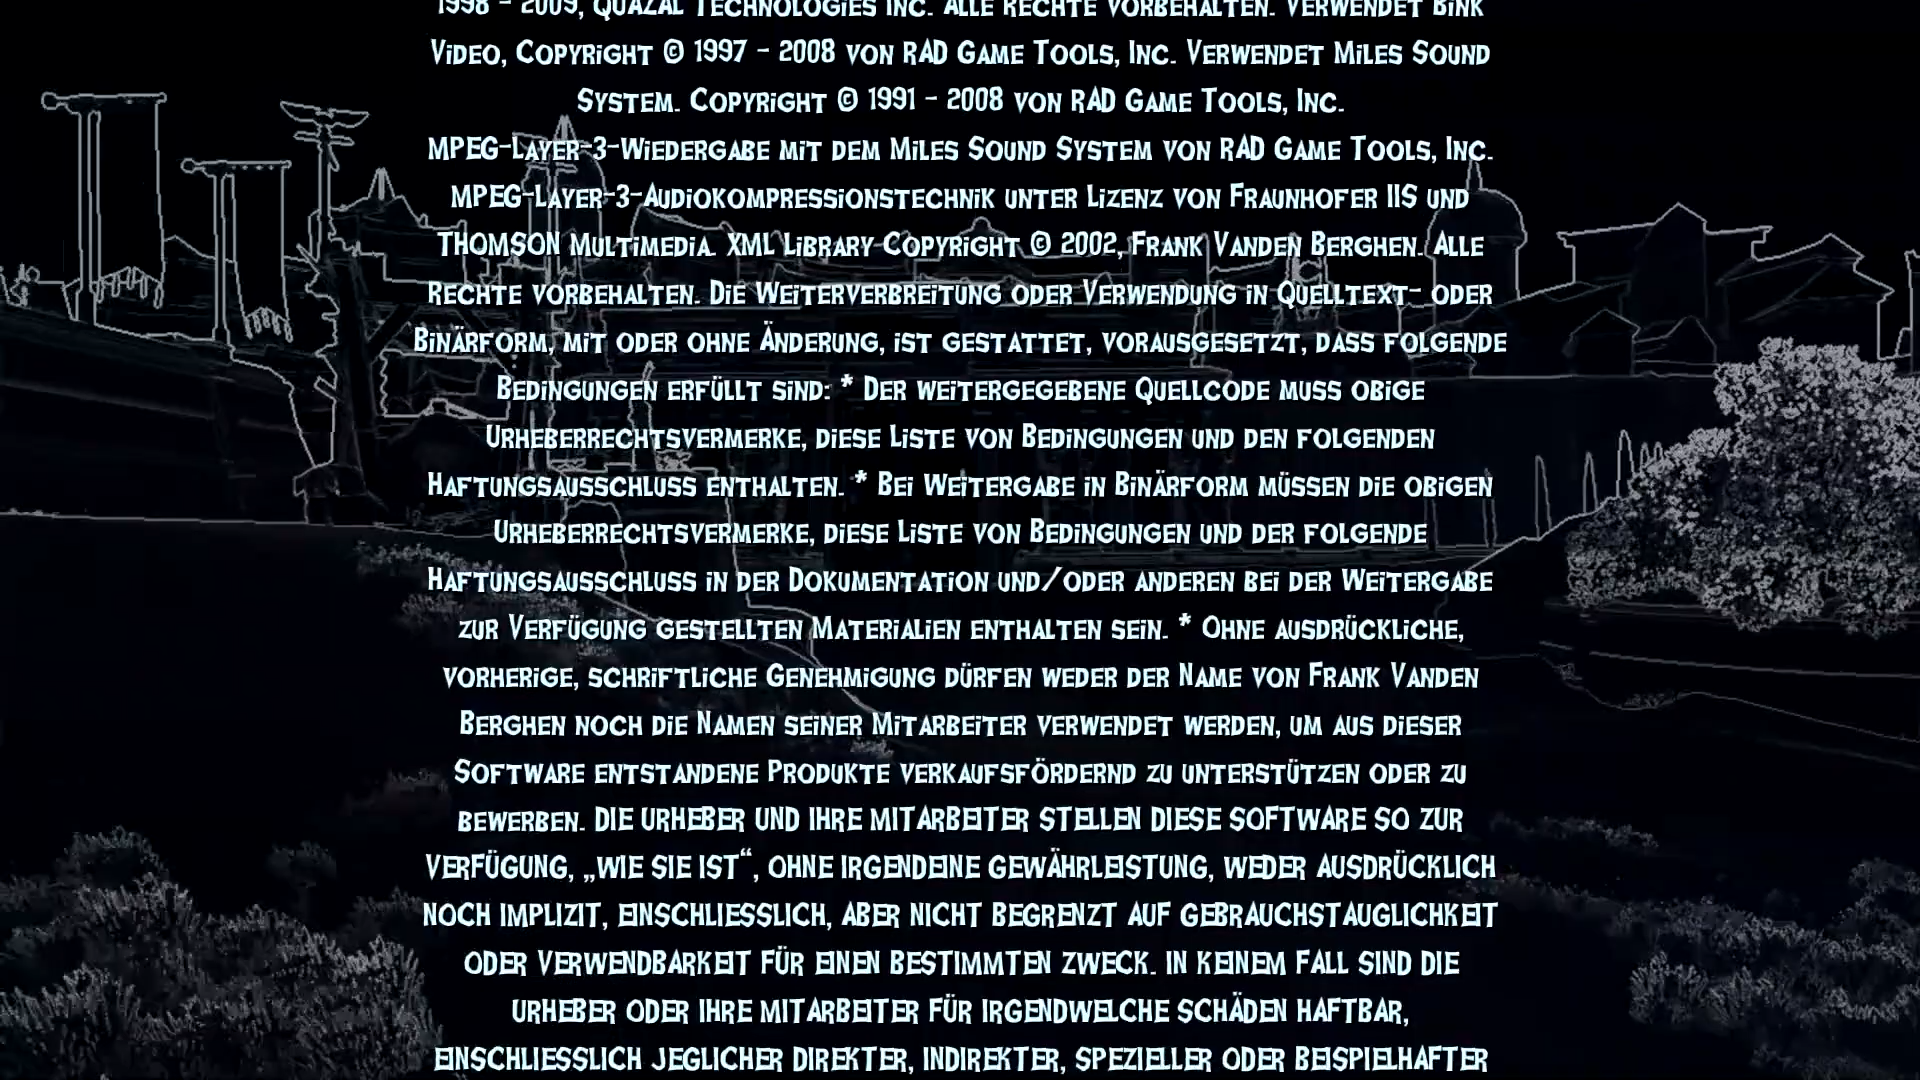 1998 - 2009, Quazal Technologies Inc. Alle Rechte vorbehalten. Verwendet Bink
Video, Copyright © 1997 - 2008 von RAD Game Tools, Inc. Verwendet Miles Sound
System. Copyright © 1991 - 2008 von RAD Game Tools, Inc.
MPEG-Layer-3-Wiedergabe mit dem Miles Sound System von RAD Game Tools, Inc.
MPEG-Layer-3-Audiokompressionstechnik unter Lizenz von Fraunhofer IIS und
THOMSON Multimedia. XML Library Copyright © 2002, Frank Vanden Berghen. Alle
Rechte vorbehalten. Die Weiterverbreitung oder Verwendung in Quelltext- oder
Binärform, mit oder ohne Änderung, ist gestattet, vorausgesetzt, dass folgende
Bedingungen erfüllt sind: * Der weitergegebene Quellcode muss obige
Urheberrechtsvermerke, diese Liste von Bedingungen und den folgenden
Haftungsausschluss enthalten. * Bei Weitergabe in Binärform müssen die obigen
Urheberrechtsvermerke, diese Liste von Bedingungen und der folgende
Haftungsausschluss in der Dokumentation und/oder anderen bei der Weitergabe
zur Verfügung gestellten Materialien enthalten sein. * Ohne ausdrückliche,
vorherige, schriftliche Genehmigung dürfen weder der Name von Frank Vanden
Berghen noch die Namen seiner Mitarbeiter verwendet werden, um aus dieser
Software entstandene Produkte verkaufsfördernd zu unterstützen oder zu
bewerben. DIE URHEBER UND IHRE MITARBEITER STELLEN DIESE SOFTWARE SO ZUR
VERFÜGUNG, „WIE SIE IST“, OHNE IRGENDEINE GEWÄHRLEISTUNG, WEDER AUSDRÜCKLICH
NOCH IMPLIZIT, EINSCHLIESSLICH, ABER NICHT BEGRENZT AUF GEBRAUCHSTAUGLICHKEIT
ODER VERWENDBARKEIT FÜR EINEN BESTIMMTEN ZWECK. IN KEINEM FALL SIND DIE
URHEBER ODER IHRE MITARBEITER FÜR IRGENDWELCHE SCHÄDEN HAFTBAR,
EINSCHLIESSLICH JEGLICHER DIREKTER, INDIREKTER, SPEZIELLER ODER BEISPIELHAFTER